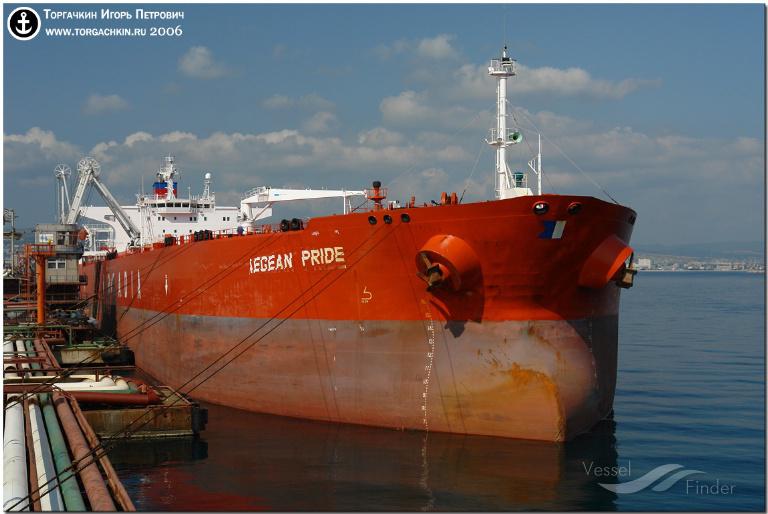 Торгачкин Игорь Петрович
www.torgachkin.ru 2006
AEGEAN PRIDE
Vessel
Finder